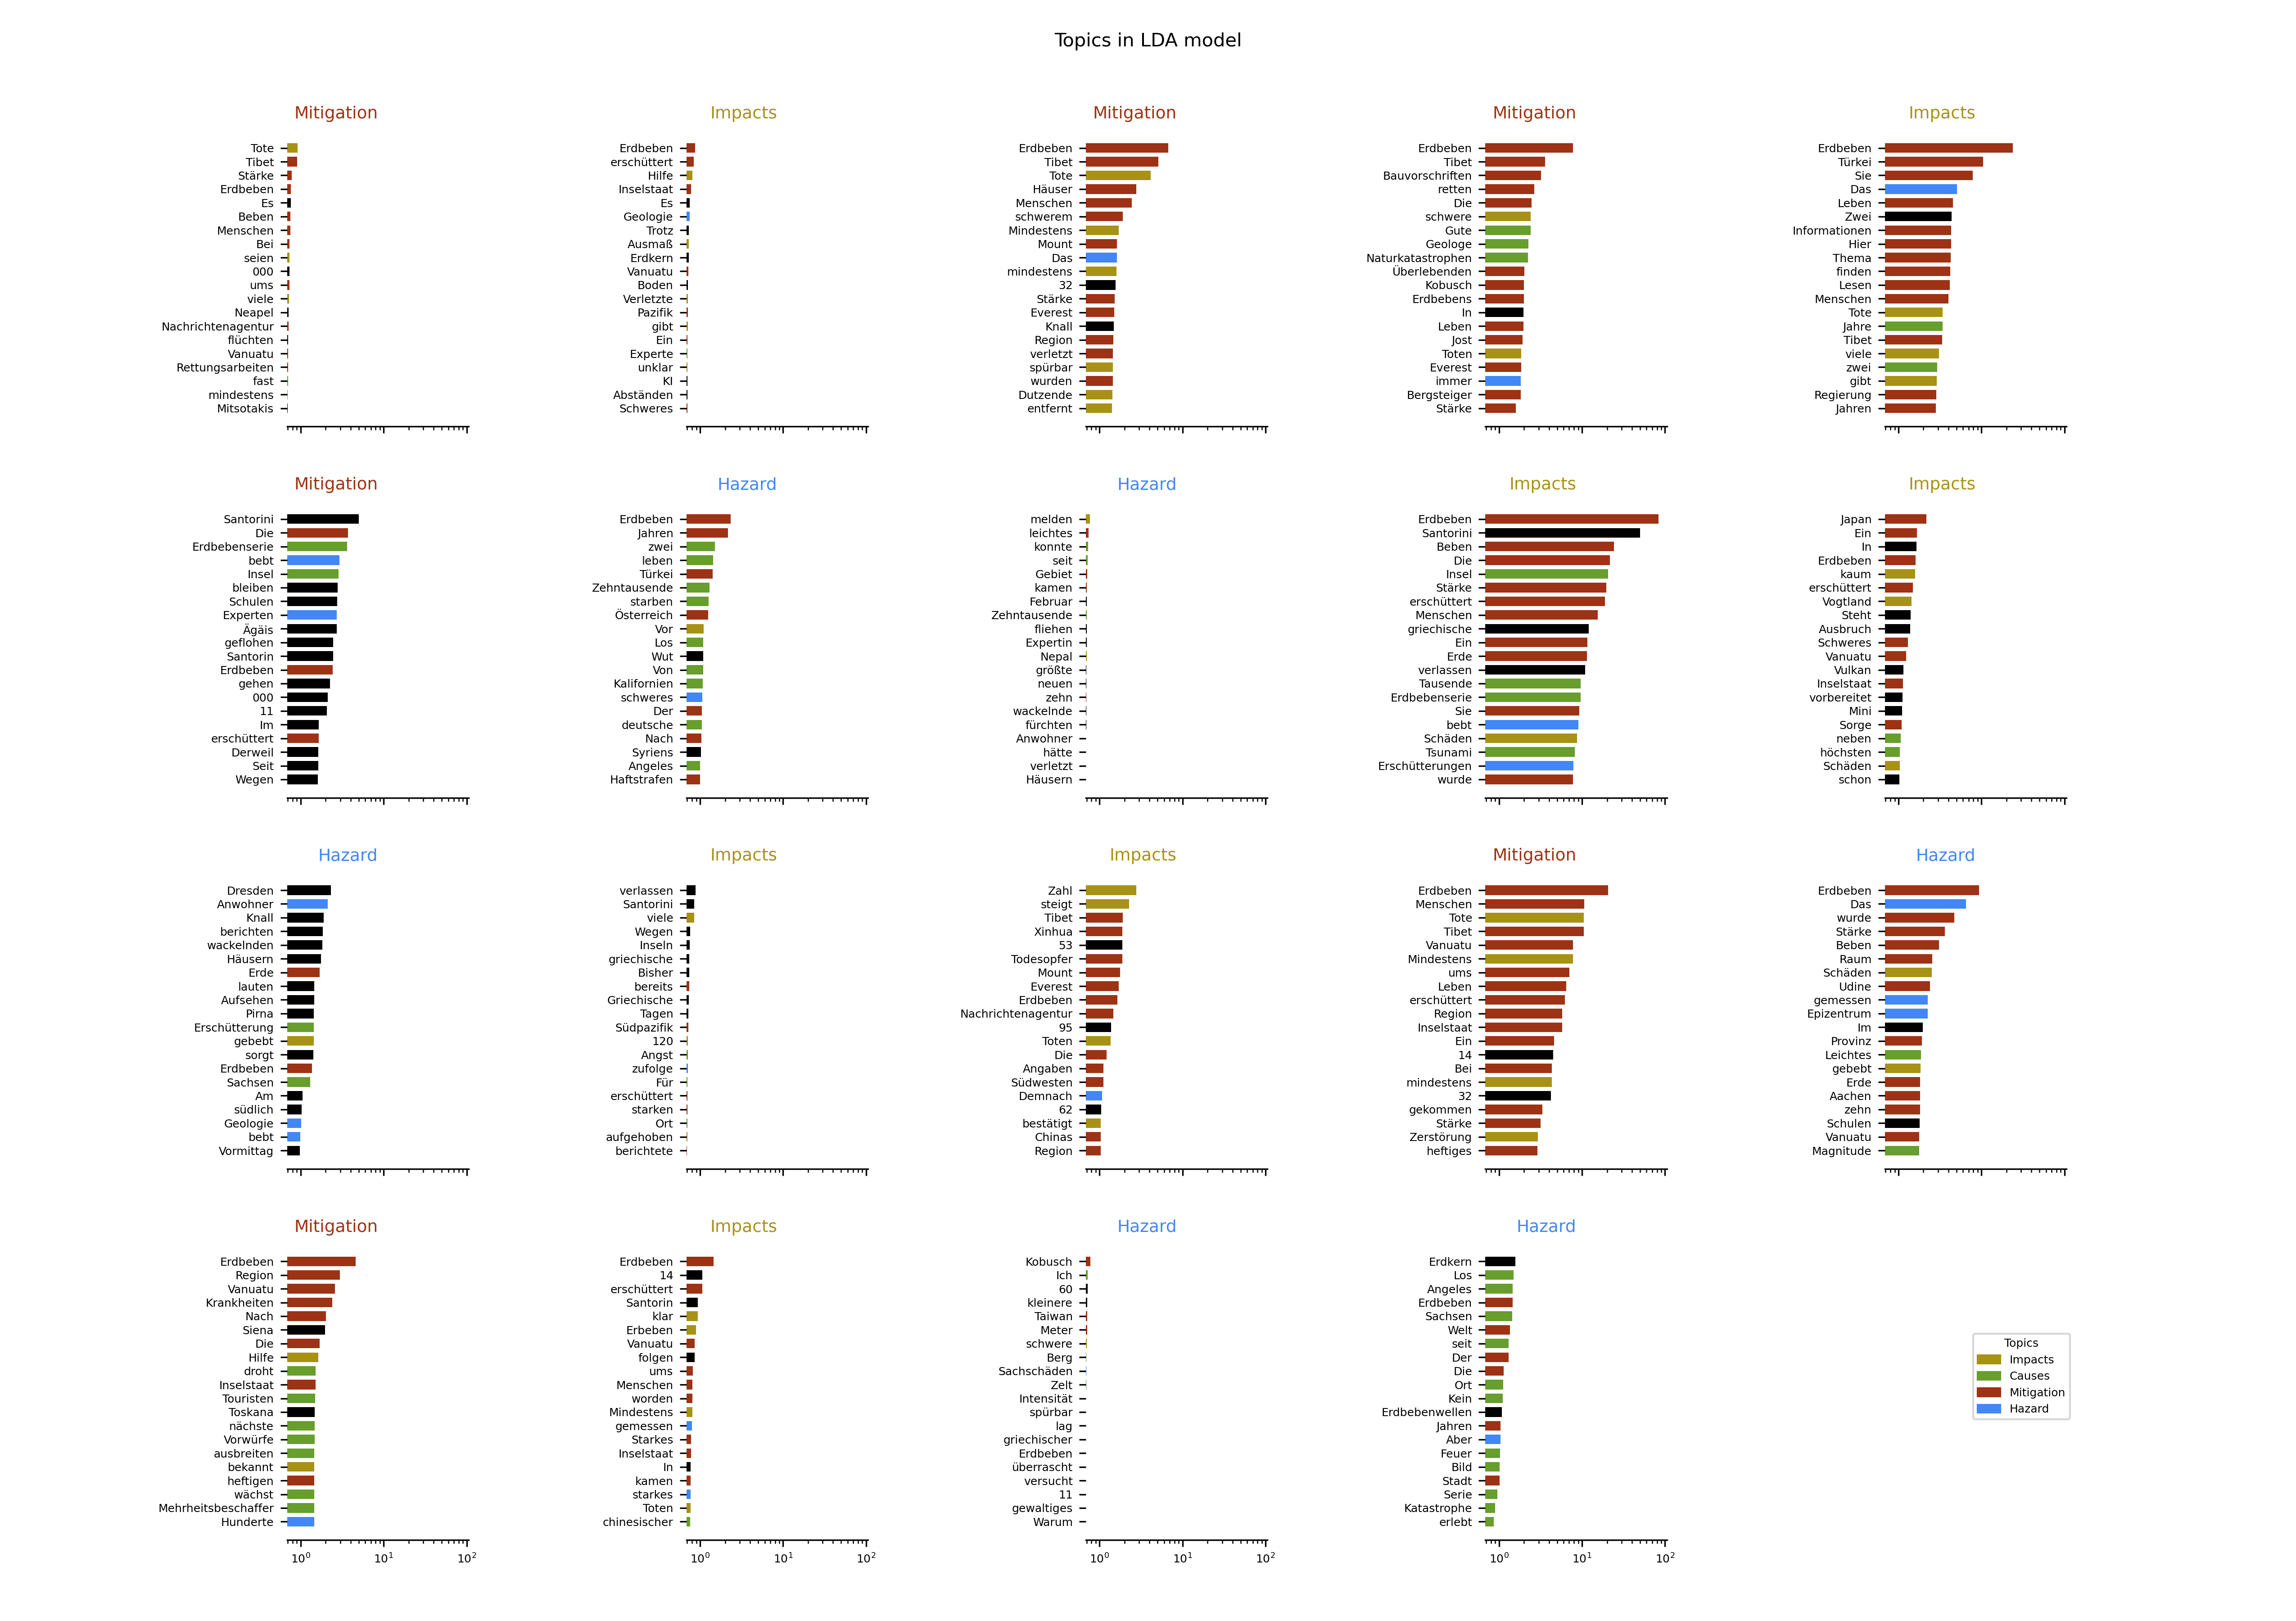 Topics in LDA model
Mitigation
Tote
Tibet
Stärke
Erdbeben
Es
Beben
Menschen
Bei
seien
000
ums
viele
Neapel
Nachrichtenagentur
flüchten
Vanuatu
Rettungsarbeiten
fast
mindestens
Mitsotakis
Impacts
Erdbeben
erschüttert
Hilfe
Inselstaat
Es
Geologie
Trotz
Ausmaß
Erdkern
Vanuatu
Boden
Verletzte
Pazifik
gibt
Ein
Experte
unklar
KI
Abständen
Schweres
Mitigation
Erdbeben
Tibet
Tote
Häuser
Menschen
schwerem
Mindestens
Mount
Das
mindestens
32
Stärke
Everest
Knall
Region
verletzt
spürbar
wurden
Dutzende
entfernt
Mitigation
Erdbeben
Tibet
Bauvorschriften
retten
Die
schwere
Gute
Geologe
Naturkatastrophen
Überlebenden
Kobusch
Erdbebens
In
Leben
Jost
Toten
Everest
immer
Bergsteiger
Stärke
Impacts
Erdbeben
Türkei
Sie
Das
Leben
Zwei
Informationen
Hier
Thema
finden
Lesen
Menschen
Tote
Jahre
Tibet
viele
zwei
gibt
Regierung
Jahren
Mitigation
Santorini
Die
Erdbebenserie
bebt
Insel
bleiben
Schulen
Experten
Ägäis
geflohen
Santorin
Erdbeben
gehen
000
11
Im
erschüttert
Derweil
Seit
Wegen
Hazard
Erdbeben
Jahren
zwei
leben
Türkei
Zehntausende
starben
Österreich
Vor
Los
Wut
Von
Kalifornien
schweres
Der
deutsche
Nach
Syriens
Angeles
Haftstrafen
Hazard
melden
leichtes
konnte
seit
Gebiet
kamen
Februar
Zehntausende
fliehen
Expertin
Nepal
größte
neuen
zehn
wackelnde
fürchten
Anwohner
hätte
verletzt
Häusern
Impacts
Erdbeben
Santorini
Beben
Die
Insel
Stärke
erschüttert
Menschen
griechische
Ein
Erde
verlassen
Tausende
Erdbebenserie
Sie
bebt
Schäden
Tsunami
Erschütterungen
wurde
Impacts
Japan
Ein
In
Erdbeben
kaum
erschüttert
Vogtland
Steht
Ausbruch
Schweres
Vanuatu
Vulkan
Inselstaat
vorbereitet
Mini
Sorge
neben
höchsten
Schäden
schon
Hazard
Dresden
Anwohner
Knall
berichten
wackelnden
Häusern
Erde
lauten
Aufsehen
Pirna
Erschütterung
gebebt
sorgt
Erdbeben
Sachsen
Am
südlich
Geologie
bebt
Vormittag
Impacts
verlassen
Santorini
viele
Wegen
Inseln
griechische
Bisher
bereits
Griechische
Tagen
Südpazifik
120
Angst
zufolge
Für
erschüttert
starken
Ort
aufgehoben
berichtete
Impacts
Zahl
steigt
Tibet
Xinhua
53
Todesopfer
Mount
Everest
Erdbeben
Nachrichtenagentur
95
Toten
Die
Angaben
Südwesten
Demnach
62
bestätigt
Chinas
Region
Mitigation
Erdbeben
Menschen
Tote
Tibet
Vanuatu
Mindestens
ums
Leben
erschüttert
Region
Inselstaat
Ein
14
Bei
mindestens
32
gekommen
Stärke
Zerstörung
heftiges
Hazard
Erdbeben
Das
wurde
Stärke
Beben
Raum
Schäden
Udine
gemessen
Epizentrum
Im
Provinz
Leichtes
gebebt
Erde
Aachen
zehn
Schulen
Vanuatu
Magnitude
Mitigation
Erdbeben
Region
Vanuatu
Krankheiten
Nach
Siena
Die
Hilfe
droht
Inselstaat
Touristen
Toskana
nächste
Vorwürfe
ausbreiten
bekannt
heftigen
wächst
Mehrheitsbeschaffer
Hunderte
10⁰ 10¹ 10²
Impacts
Erdbeben
14
erschüttert
Santorin
klar
Erbeben
Vanuatu
folgen
ums
Menschen
worden
Mindestens
gemessen
Starkes
Inselstaat
In
kamen
starkes
Toten
chinesischer
10⁰ 10¹ 10²
Hazard
Kobusch
Ich
60
kleinere
Taiwan
Meter
schwere
Berg
Sachschäden
Zelt
Intensität
spürbar
lag
griechischer
Erdbeben
überrascht
versucht
11
gewaltiges
Warum
10⁰ 10¹ 10²
Hazard
Erdkern
Los
Angeles
Erdbeben
Sachsen
Welt
seit
Der
Die
Ort
Kein
Erdbebenwellen
Jahren
Aber
Feuer
Bild
Stadt
Serie
Katastrophe
erlebt
10⁰ 10¹ 10²
Topics
Impacts
Causes
Mitigation
Hazard